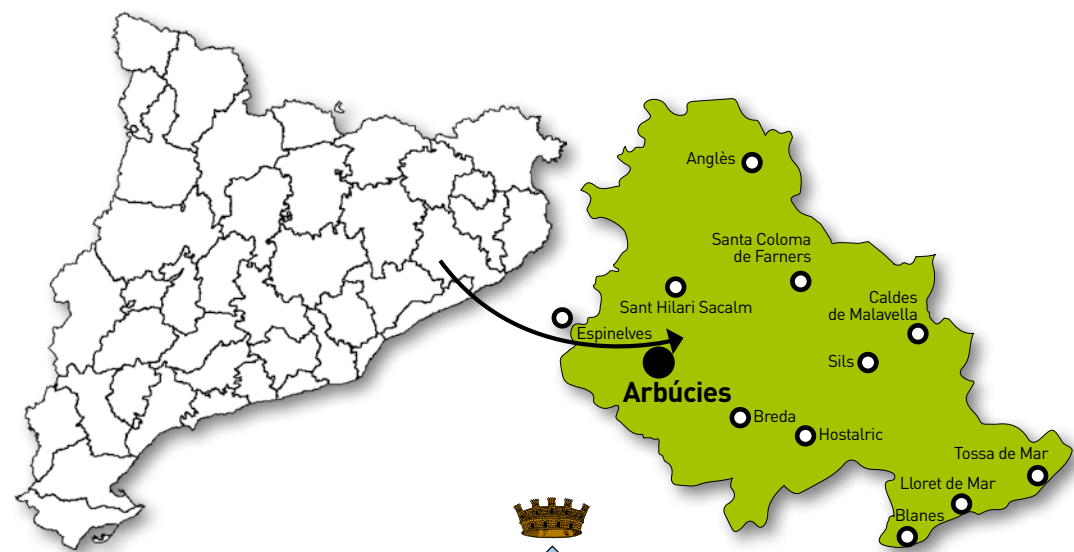 Anglès
Santa Coloma
de Farners
Sant Hilari Sacalm
Caldes
de Malavella
Espinelves
Sils
Arbúcies
Breda
Hostalric
Tossa de Mar
Lloret de Mar
Blanes